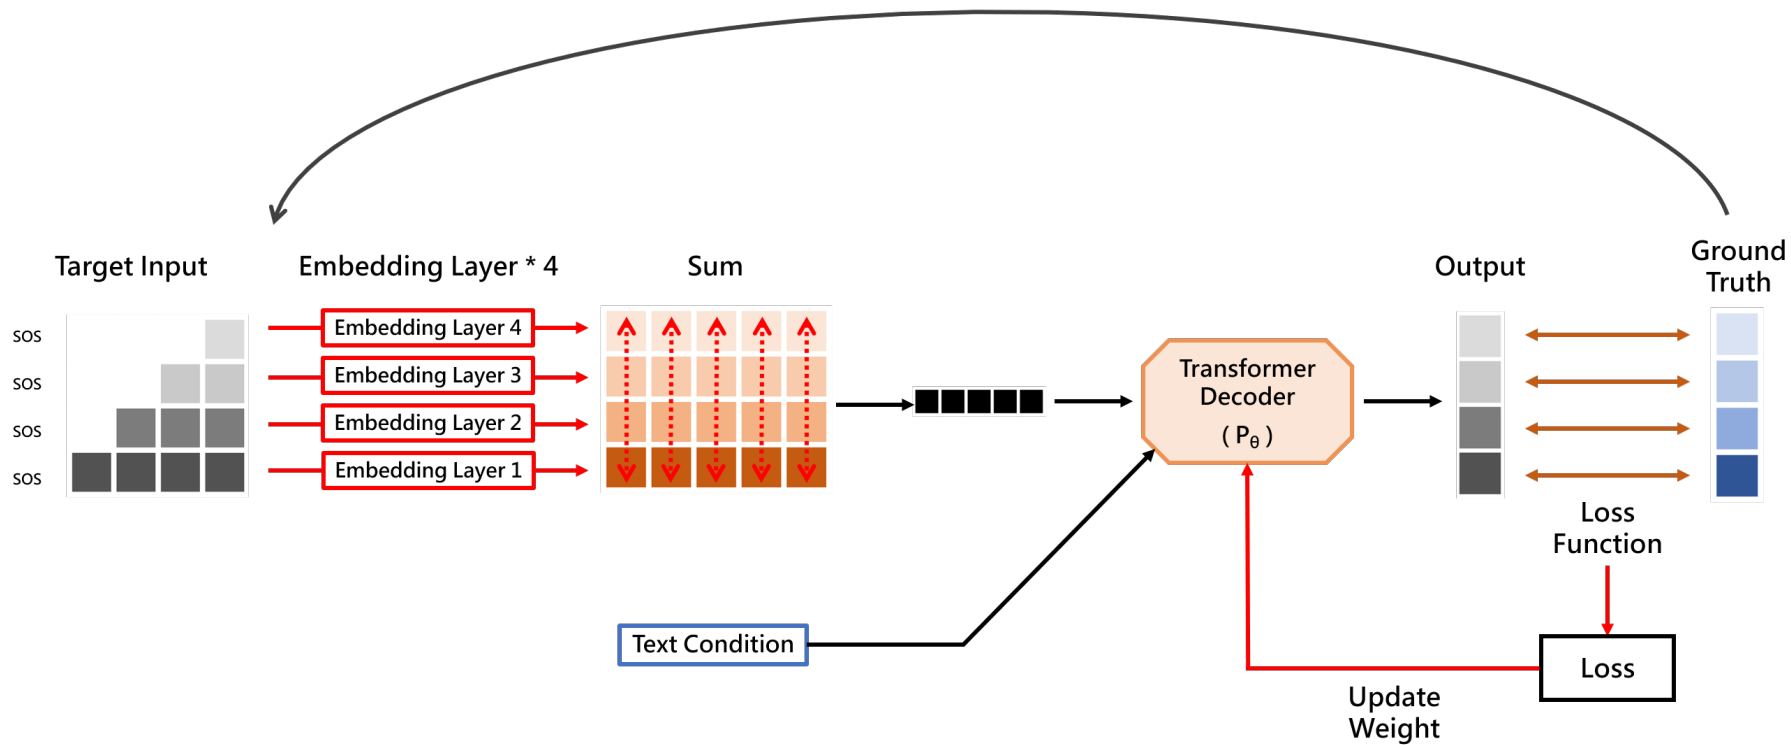 Target Input
Embedding Layer * 4
Sum
Output
Ground
Truth
SOS
SOS
SOS
SOS
Embedding Layer 4
Embedding Layer 3
Embedding Layer 2
Embedding Layer 1
Transformer
Decoder
( Pθ )
Text Condition
Loss
Function
Loss
Update
Weight